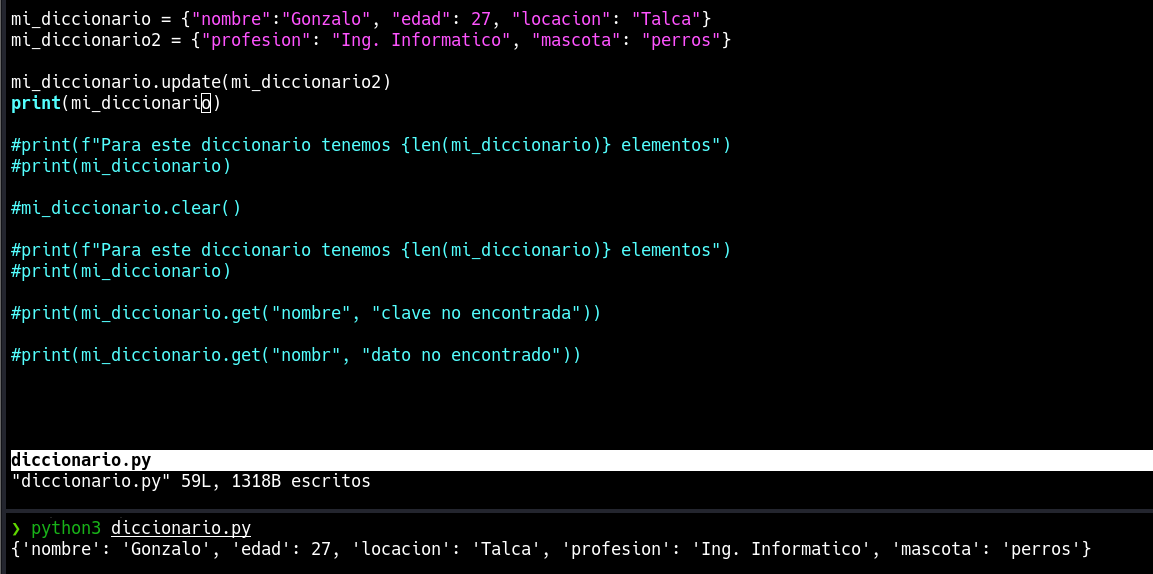 mi_diccionario = {"nombre":"Gonzalo", "edad": 27, "locacion": "Talca"}
mi_diccionario2 = {"profesion": "Ing. Informatico", "mascota": "perros"}
mi_diccionario.update(mi_diccionario2)
print(mi_diccionario)
#print(f"Para este diccionario tenemos {len(mi_diccionario)} elementos")
#print(mi_diccionario)
#mi_diccionario.clear()
#print(f"Para este diccionario tenemos {len(mi_diccionario)} elementos")
#print(mi_diccionario)
#print(mi_diccionario.get("nombre", "clave no encontrada"))
#print(mi_diccionario.get("nombr", "dato no encontrado"))
diccionario.py
"diccionario.py" 59L, 1318B escritos
❯ python3 diccionario.py
{'nombre': 'Gonzalo', 'edad': 27, 'locacion': 'Talca', 'profesion': 'Ing. Informatico', 'mascota': 'perros'}